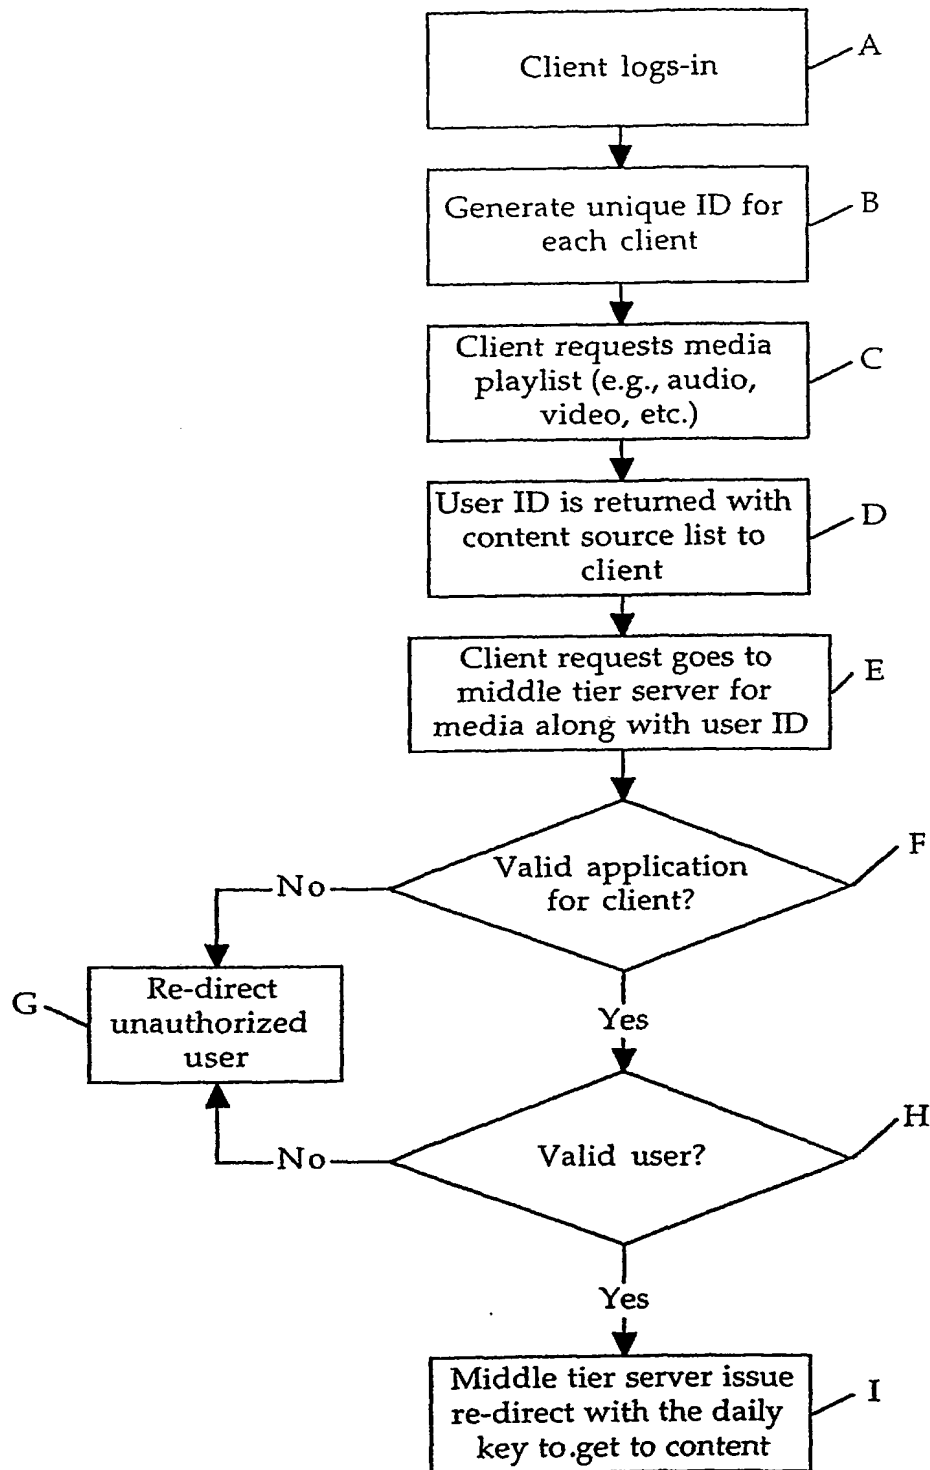 Client logs-in
A
Generate unique ID for
each client
B
Client requests media
playlist (e.g., audio,
video, etc.)
C
User ID is returned with
content source list to
client
D
Client request goes to
middle tier server for
media along with user ID
E
Valid application
for client?
F
No
Yes
Re-direct
unauthorized
user
G
Valid user?
H
No
Yes
Middle tier server issue
re-direct with the daily
key to.get to content
I